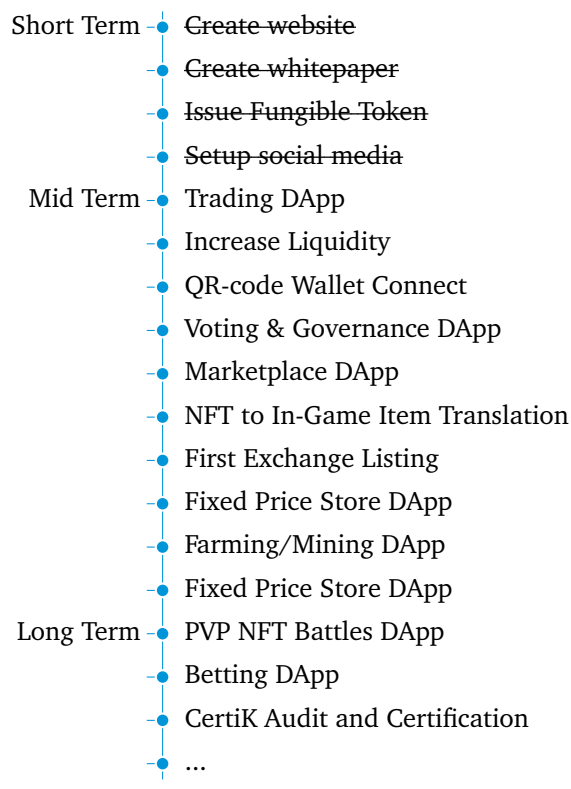 Short Term Create website
Create whitepaper
Issue Fungible Token
Setup social media
Mid Term Trading DApp
Increase Liquidity
QR-code Wallet Connect
Voting & Governance DApp
Marketplace DApp
NFT to In-Game Item Translation
First Exchange Listing
Fixed Price Store DApp
Farming/Mining DApp
Fixed Price Store DApp
Long Term PVP NFT Battles DApp
Betting DApp
CertiK Audit and Certification
...